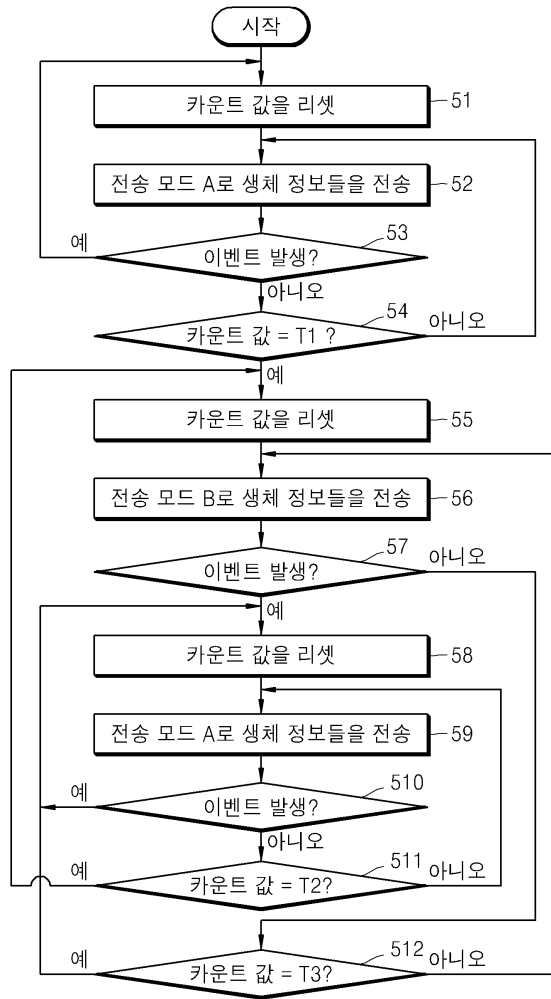 시작
카운트 값을 리셋
51
전송 모드 A로 생체 정보들을 전송
52
예
이벤트 발생?
53
아니오
카운트 값 = T1 ?
54
아니오
예
카운트 값을 리셋
55
전송 모드 B로 생체 정보들을 전송
56
이벤트 발생?
57
아니오
예
카운트 값을 리셋
58
전송 모드 A로 생체 정보들을 전송
59
예
이벤트 발생?
510
아니오
예
카운트 값 = T2?
511
아니오
예
카운트 값 = T3?
512
아니오